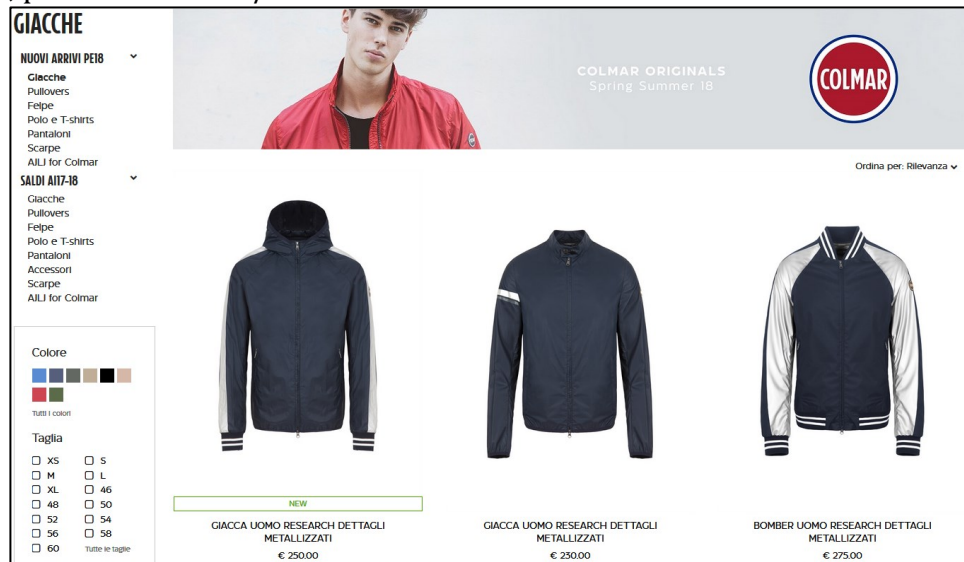 GIACCHE
NUOVI ARRIVI PE18
Giacche
Pullovers
Felpe
Polo e T-shirts
Pantaloni
Scarpe
AILI for Colmar
SALDI AI17-18
Giacche
Pullovers
Felpe
Polo e T-shirts
Pantaloni
Accessori
Scarpe
AILI for Colmar
Colore
Tutti i colori
Taglia
XS S
M L
XL 46
48 50
52 54
56 58
60 Tutte le taglie
COLMAR ORIGINALS
Spring Summer 18
COLMAR
Ordina per: Rilevanza
NEW
GIACCA UOMO RESEARCH DETTAGLI
METALLIZZATI
€ 250.00
GIACCA UOMO RESEARCH DETTAGLI
METALLIZZATI
€ 230.00
BOMBER UOMO RESEARCH DETTAGLI
METALLIZZATI
€ 275.00